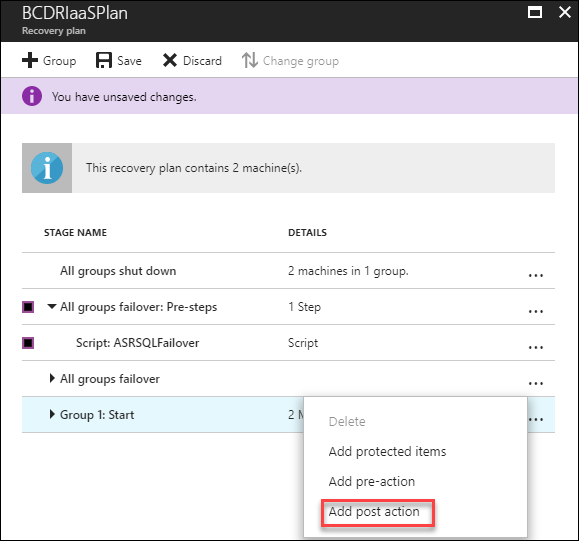 BCDRIaaSPlan
Recovery plan
Group Save Discard Change group
You have unsaved changes.
This recovery plan contains 2 machine(s).
STAGE NAME DETAILS
All groups shut down 2 machines in 1 group. ...
All groups failover: Pre-steps 1 Step ...
Script: ASRSQLFailover Script ...
All groups failover ...
Group 1: Start 2 ...
Delete
Add protected items
Add pre-action
Add post action